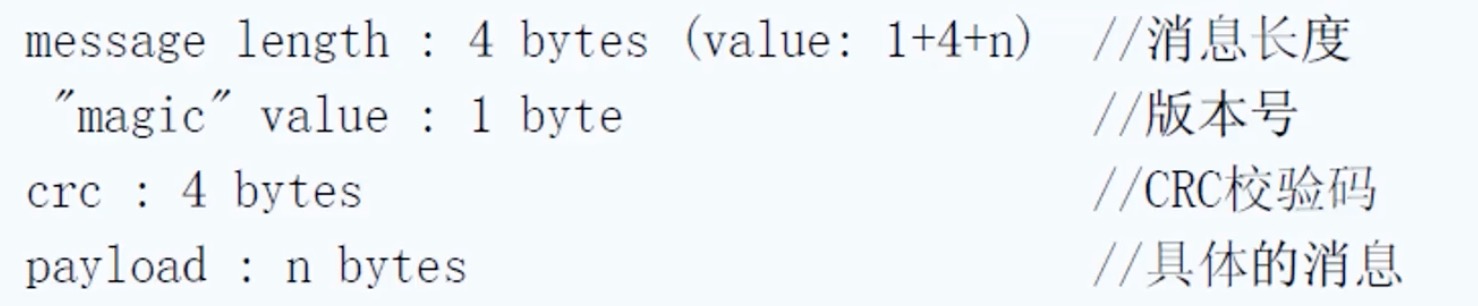 message length : 4 bytes (value: 1+4+n) //消息长度
"magic" value : 1 byte //版本号
crc : 4 bytes //CRC校验码
payload : n bytes //具体的消息